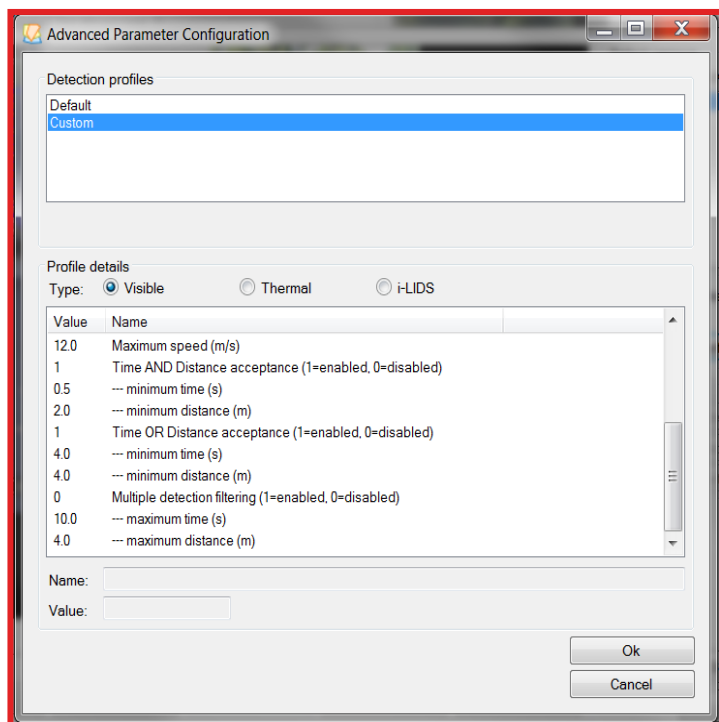 Advanced Parameter Configuration
Detection profiles
Default
Custom
Profile details
Type: Visible Thermal i-LIDS
Value Name
12.0 Maximum speed (m/s)
1 Time AND Distance acceptance (1=enabled, 0=disabled)
0.5 --- minimum time (s)
2.0 --- minimum distance (m)
1 Time OR Distance acceptance (1=enabled, 0=disabled)
4.0 --- minimum time (s)
4.0 --- minimum distance (m)
0 Multiple detection filtering (1=enabled, 0=disabled)
10.0 --- maximum time (s)
4.0 --- maximum distance (m)
Name:
Value:
Ok
Cancel